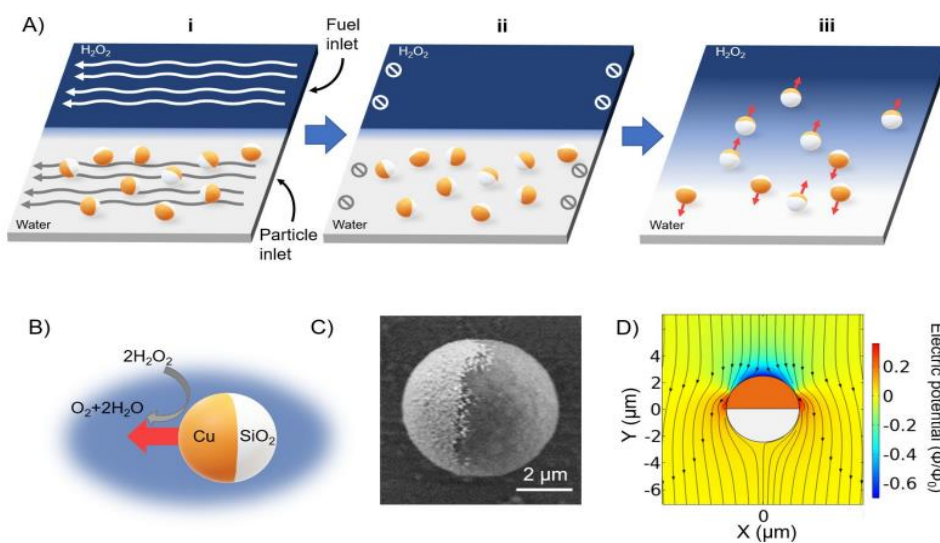 A)
i
ii
iii
Fuel
inlet
H₂O₂
H₂O₂
H₂O₂
Water
Particle
inlet
Water
Water
B)
2H₂O₂
O₂+2H₂O
Cu
SiO₂
C)
2 µm
D)
Y (µm)
4
2
0
-2
-4
-6
0
X (µm)
0.2
0
-0.2
-0.4
-0.6
Electric potential (Φ/Φ₀)